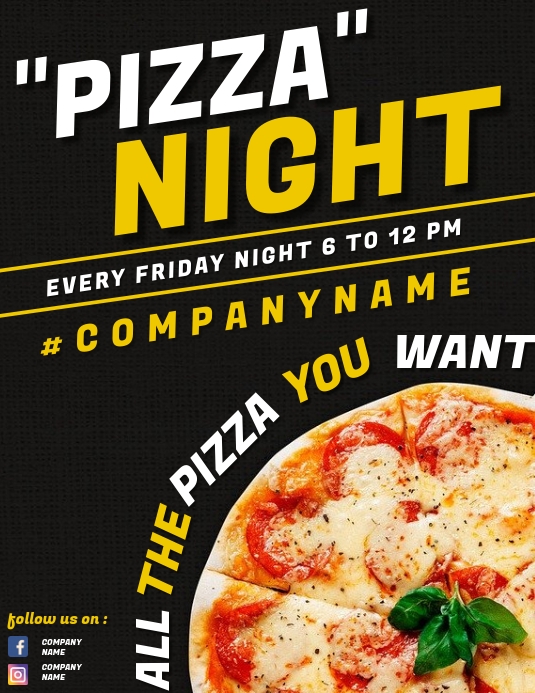 "PIZZA"
NIGHT
EVERY FRIDAY NIGHT 6 TO 12 PM
#COMPANYNAME
ALL THE PIZZA YOU WANT
follow us on :
COMPANY
NAME
COMPANY
NAME